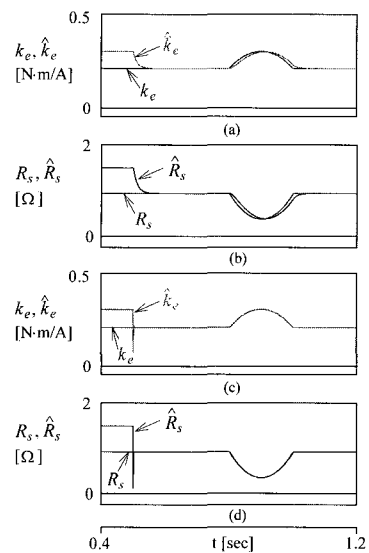 0.5
k_e, k̂_e
[N·m/A]
k̂_e
k_e
0
(a)
2
R_s, R̂_s
[Ω]
R̂_s
R_s
0
(b)
0.5
k_e, k̂_e
[N·m/A]
k̂_e
k_e
0
(c)
2
R_s, R̂_s
[Ω]
R̂_s
R_s
0
(d)
0.4 t [sec] 1.2